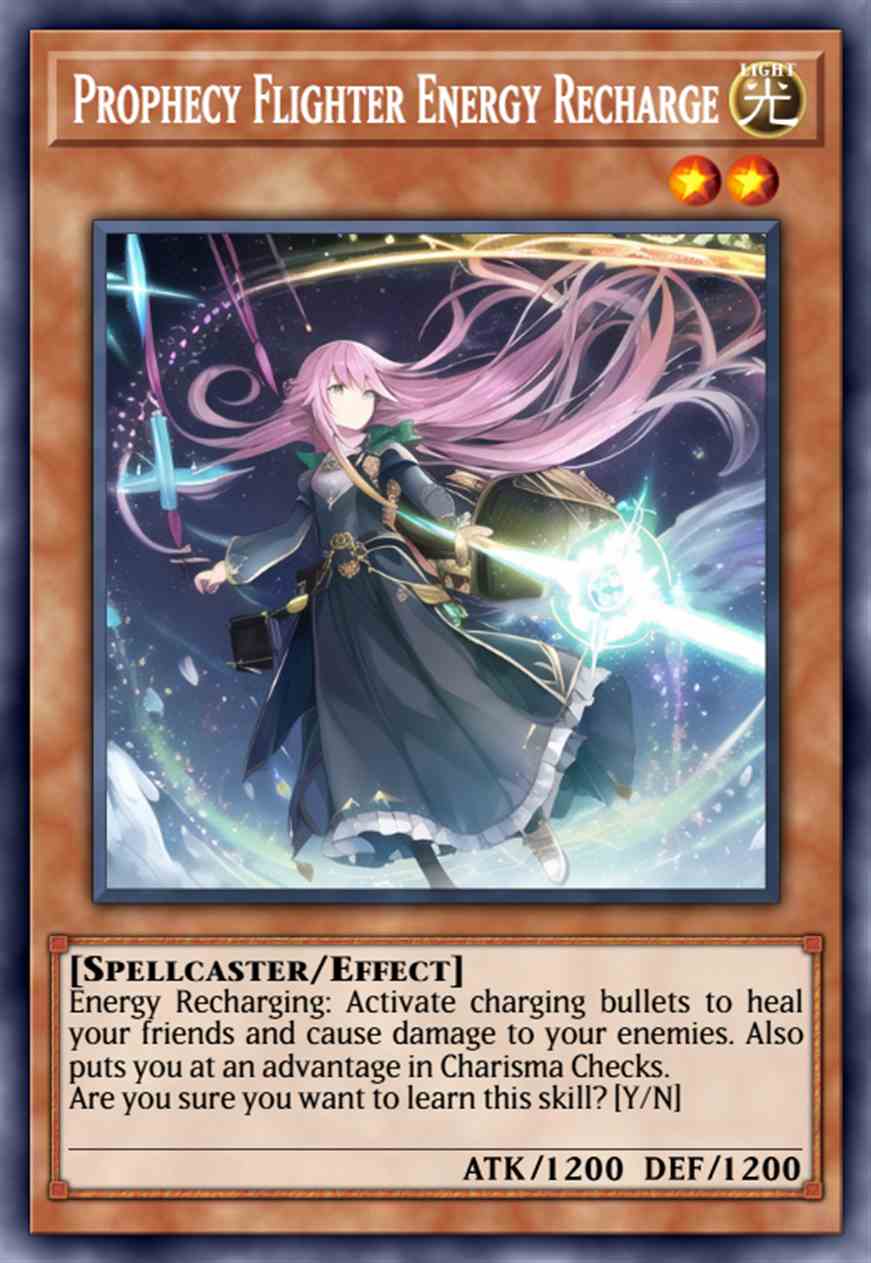 Prophecy Flighter Energy Recharge
LIGHT
光
[Spellcaster/Effect]
Energy Recharging: Activate charging bullets to heal
your friends and cause damage to your enemies. Also
puts you at an advantage in Charisma Checks.
Are you sure you want to learn this skill? [Y/N]
ATK/1200 DEF/1200